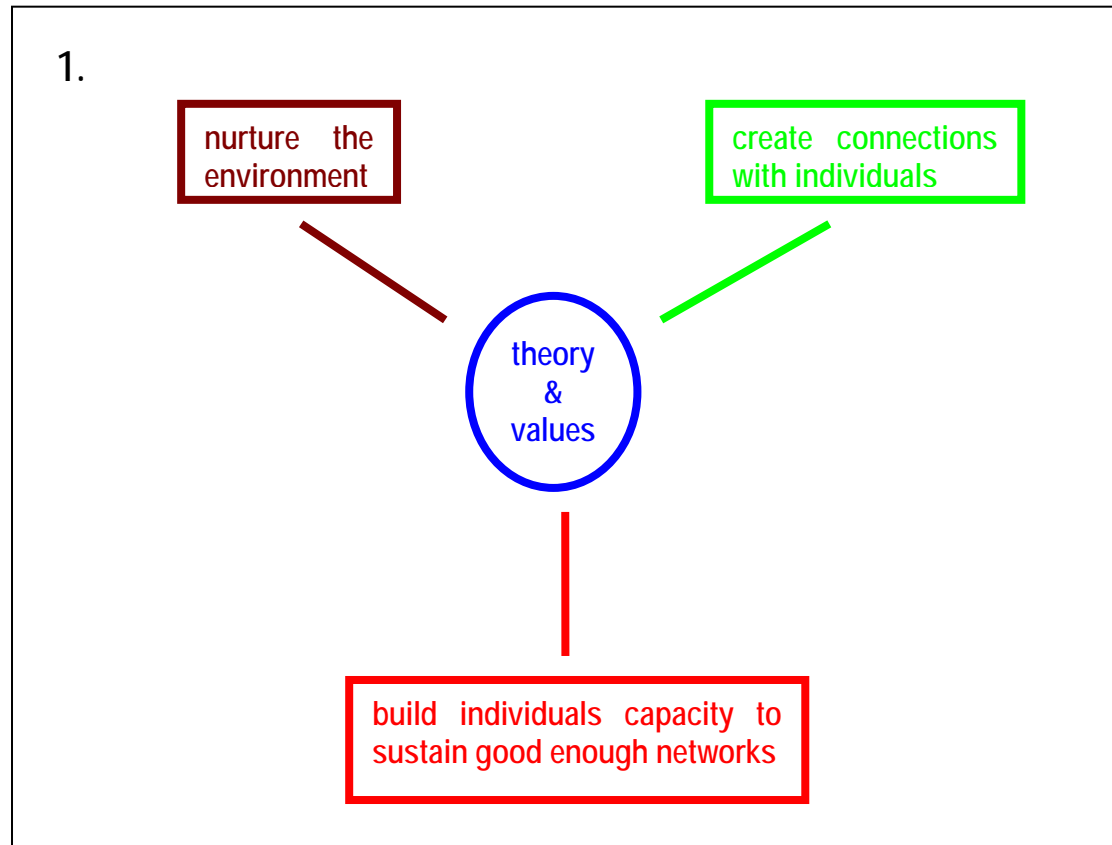 1.
nurture the
environment
create connections
with individuals
theory
&
values
build individuals capacity to
sustain good enough networks